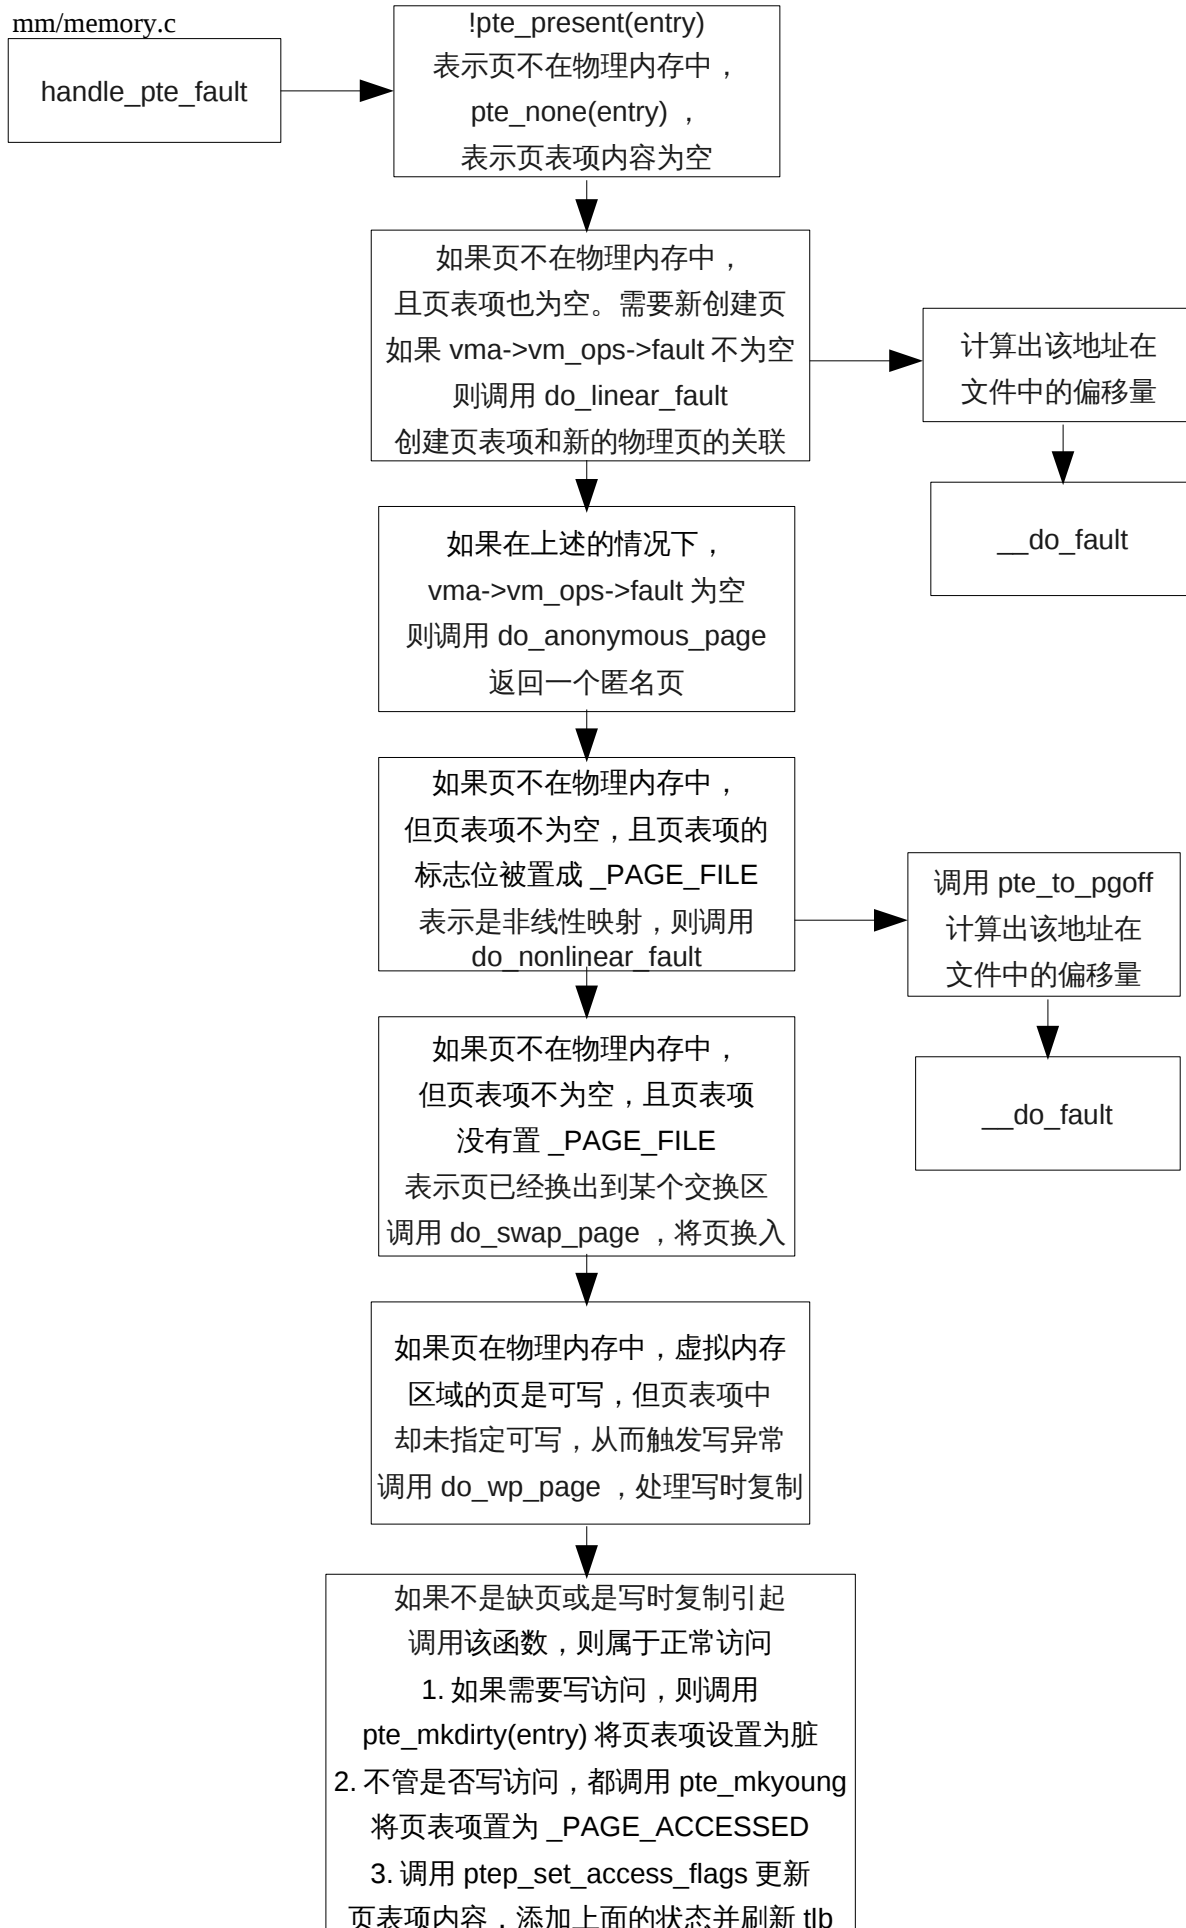 mm/memory.c
handle_pte_fault
!pte_present(entry)
表示页不在物理内存中，
pte_none(entry) ，
表示页表项内容为空
如果页不在物理内存中，
且页表项也为空。需要新创建页
如果 vma->vm_ops->fault 不为空
则调用 do_linear_fault
创建页表项和新的物理页的关联
计算出该地址在
文件中的偏移量
__do_fault
如果在上述的情况下，
vma->vm_ops->fault 为空
则调用 do_anonymous_page
返回一个匿名页
如果页不在物理内存中，
但页表项不为空，且页表项的
标志位被置成 _PAGE_FILE
表示是非线性映射，则调用
do_nonlinear_fault
调用 pte_to_pgoff
计算出该地址在
文件中的偏移量
__do_fault
如果页不在物理内存中，
但页表项不为空，且页表项
没有置 _PAGE_FILE
表示页已经换出到某个交换区
调用 do_swap_page ，将页换入
如果页在物理内存中，虚拟内存
区域的页是可写，但页表项中
却未指定可写，从而触发写异常
调用 do_wp_page ，处理写时复制
如果不是缺页或是写时复制引起
调用该函数，则属于正常访问
1. 如果需要写访问，则调用
pte_mkdirty(entry) 将页表项设置为脏
2. 不管是否写访问，都调用 pte_mkyoung
将页表项置为 _PAGE_ACCESSED
3. 调用 ptep_set_access_flags 更新
页表项内容，添加上面的状态并刷新 tlb